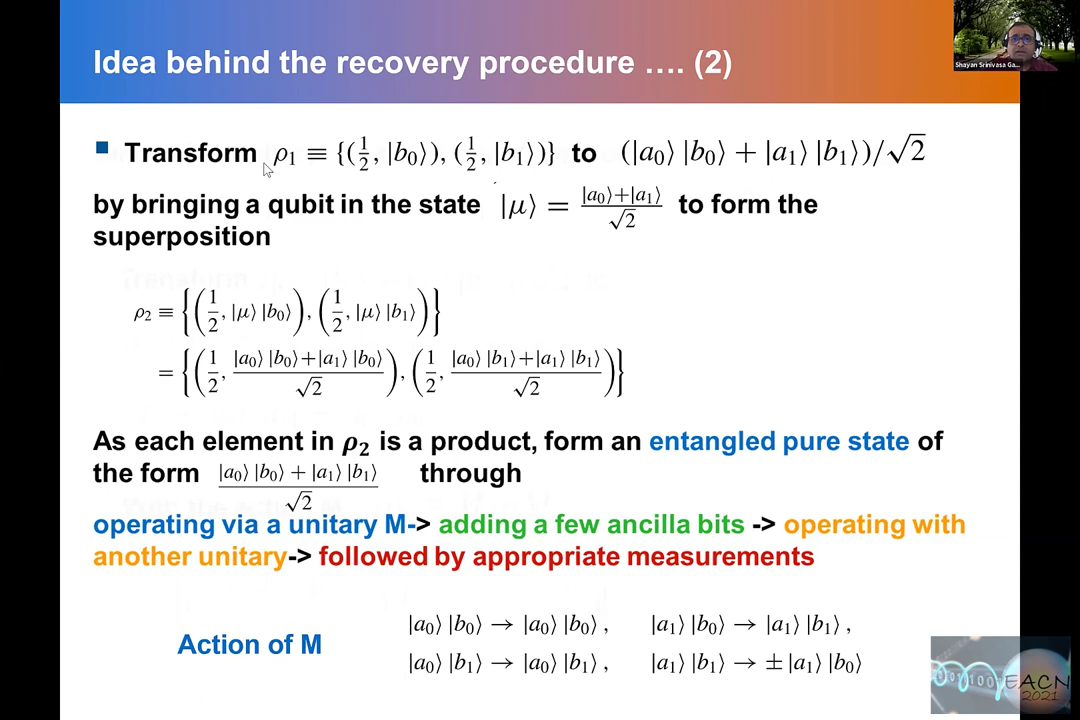 Idea behind the recovery procedure .... (2)
Shayan Srinivasa Ga...
Transform ρ₁ ≡ {(1/2, |b₀⟩), (1/2, |b₁⟩)} to (|a₀⟩ |b₀⟩ + |a₁⟩ |b₁⟩)/√2
by bringing a qubit in the state |μ⟩ = (|a₀⟩+|a₁⟩)/√2 to form the
superposition
ρ₂ ≡ {(1/2, |μ⟩ |b₀⟩), (1/2, |μ⟩ |b₁⟩)}
= {(1/2, (|a₀⟩ |b₀⟩+|a₁⟩ |b₀⟩)/√2), (1/2, (|a₀⟩ |b₁⟩+|a₁⟩ |b₁⟩)/√2)}
As each element in ρ₂ is a product, form an entangled pure state of
the form (|a₀⟩ |b₀⟩ + |a₁⟩ |b₁⟩)/√2 through
operating via a unitary M-> adding a few ancilla bits -> operating with
another unitary-> followed by appropriate measurements
Action of M
|a₀⟩ |b₀⟩ → |a₀⟩ |b₀⟩ , |a₁⟩ |b₀⟩ → |a₁⟩ |b₁⟩ ,
|a₀⟩ |b₁⟩ → |a₀⟩ |b₁⟩ , |a₁⟩ |b₁⟩ → ± |a₁⟩ |b₀⟩
EACN
2021